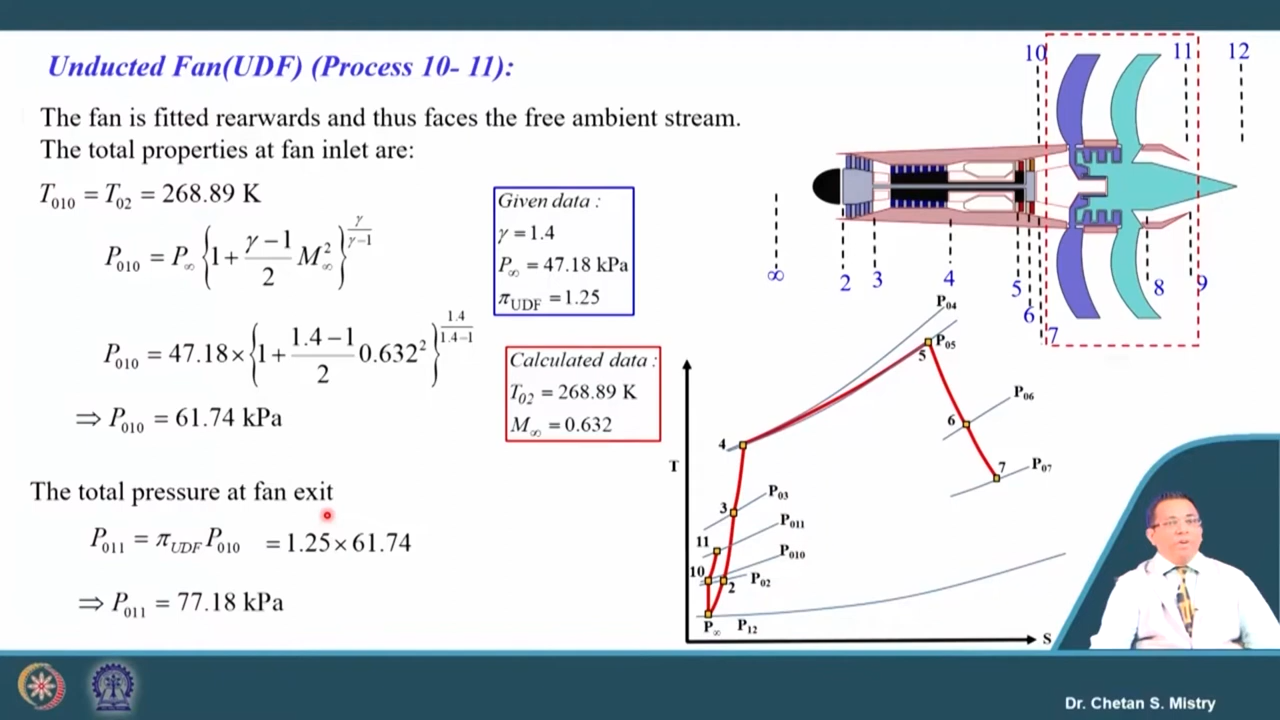 Unducted Fan(UDF) (Process 10- 11):
The fan is fitted rearwards and thus faces the free ambient stream.
The total properties at fan inlet are:
T₀₁₀ = T₀₂ = 268.89 K
P₀₁₀ = P∞ {1 + (γ−1)/2 M∞²}^(γ/(γ−1))
P₀₁₀ = 47.18 × {1 + (1.4−1)/2 0.632²}^(1.4/(1.4−1))
⇒ P₀₁₀ = 61.74 kPa
The total pressure at fan exit
P₀₁₁ = π_UDF P₀₁₀ = 1.25 × 61.74
⇒ P₀₁₁ = 77.18 kPa
Given data :
γ = 1.4
P∞ = 47.18 kPa
π_UDF = 1.25
Calculated data :
T₀₂ = 268.89 K
M∞ = 0.632
10 11 12
∞ 2 3 4 5 6 7 8 9
T
P₀₄
5 P₀₅
6 P₀₆
7 P₀₇
4
3 P₀₃
11 P₀₁₁
10 P₀₁₀
2 P₀₂
P∞ P₁₂
S
Dr. Chetan S. Mistry